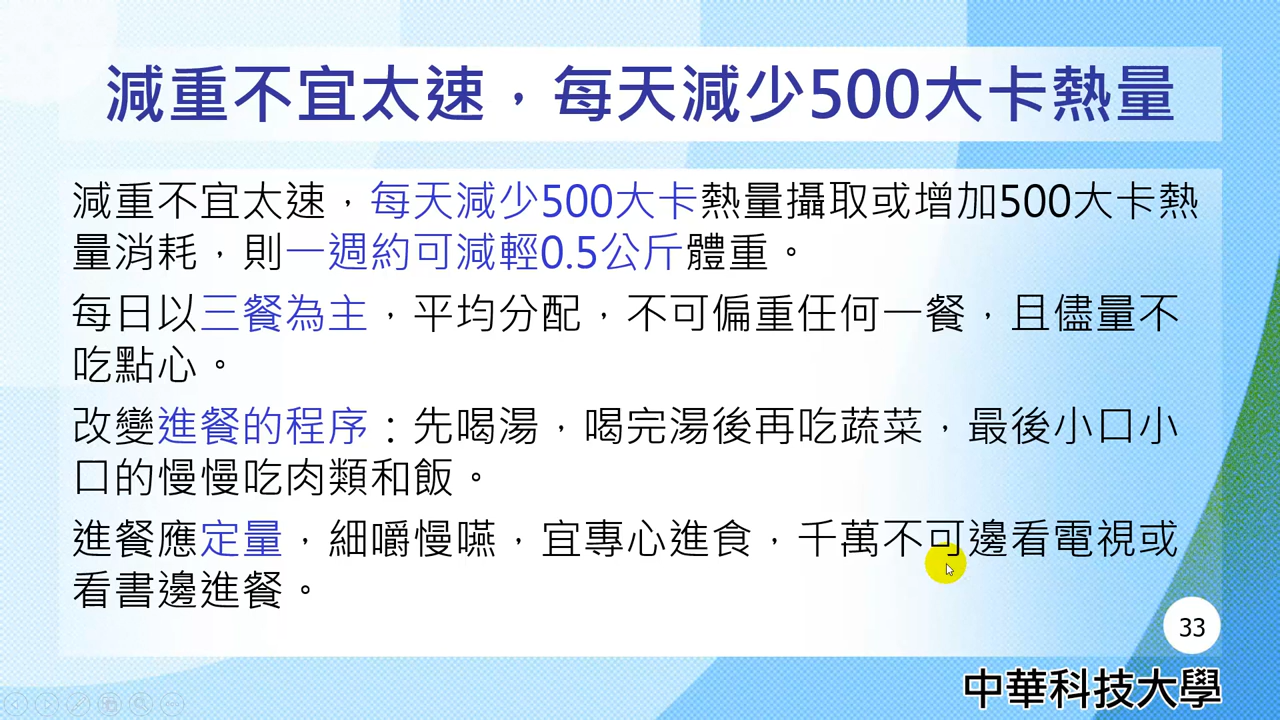 減重不宜太速，每天減少500大卡熱量
減重不宜太速，每天減少500大卡熱量攝取或增加500大卡熱
量消耗，則一週約可減輕0.5公斤體重。
每日以三餐為主，平均分配，不可偏重任何一餐，且儘量不
吃點心。
改變進餐的程序：先喝湯，喝完湯後再吃蔬菜，最後小口小
口的慢慢吃肉類和飯。
進餐應定量，細嚼慢嚥，宜專心進食，千萬不可邊看電視或
看書邊進餐。
33
中華科技大學